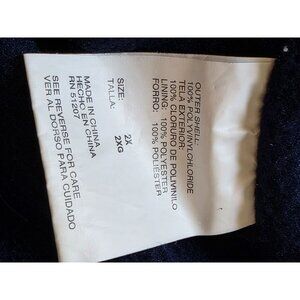 OUTER SHELL:
100% POLYVINYLCHLORIDE
TELA EXTERIOR:
100% CLORURO DE POLIVINILO
LINING: 100% POLYESTER
FORRO: 100% POLIÉSTER
SIZE: 2X
TALLA: 2XG
MADE IN CHINA
HECHO EN CHINA
RN 51207
SEE REVERSE FOR CARE
VER AL DORSO PARA CUIDADO